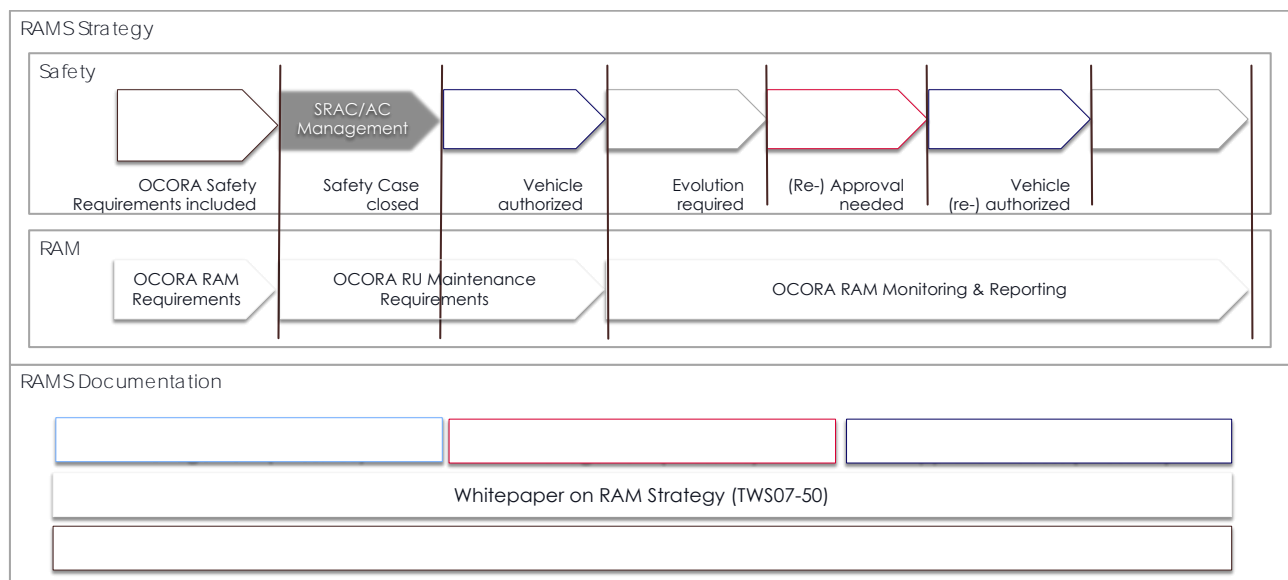 RAMS Strategy
Safety
SRAC/AC
Management
OCORA Safety
Requirements included
Safety Case
closed
Vehicle
authorized
Evolution
required
(Re-) Approval
needed
Vehicle
(re-) authorized
RAM
OCORA RAM
Requirements
OCORA RU Maintenance
Requirements
OCORA RAM Monitoring & Reporting
RAMS Documentation
Whitepaper on RAM Strategy (TWS07-50)